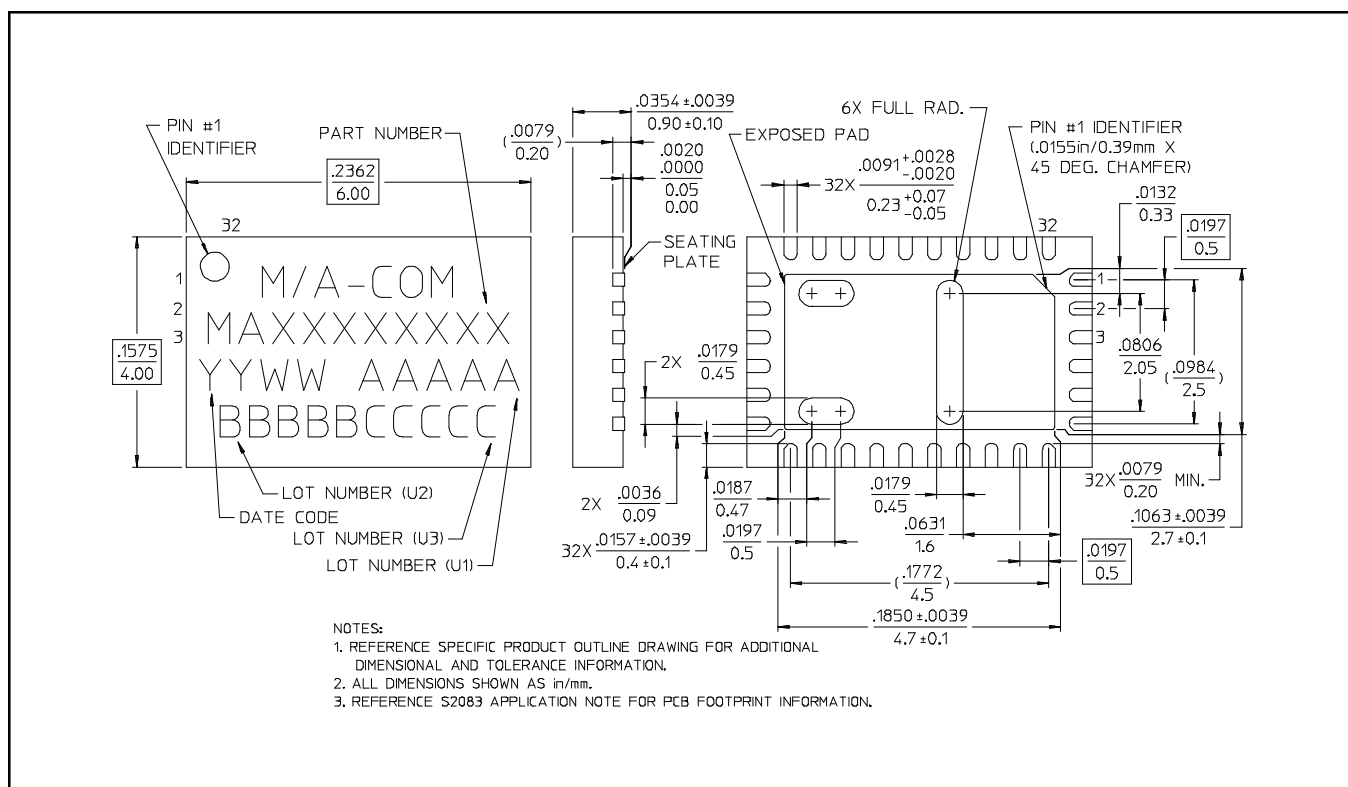 PIN #1
IDENTIFIER
PART NUMBER
.2362
6.00
32
1
2
3
.1575
4.00
M/A-COM
MAXXXXXXXXX
YYWW AAAAA
BBBBBCCCCC
LOT NUMBER (U2)
DATE CODE
LOT NUMBER (U3)
LOT NUMBER (U1)
.0354 ±.0039
0.90 ±0.10
(.0079
0.20)
.0020
.0000
0.05
0.00
SEATING
PLATE
EXPOSED PAD
6X FULL RAD.
32X .0091 +.0028
-.0020
0.23 +0.07
-0.05
PIN #1 IDENTIFIER
(.0155in/0.39mm X
45 DEG. CHAMFER)
32
.0132
0.33
.0197
0.5
1
2
3
.0806
2.05
(.0984
2.5)
2X .0179
0.45
2X .0036
0.09
32X .0157 ±.0039
0.4 ±0.1
.0187
0.47
.0197
0.5
.0179
0.45
.0631
1.6
32X .0079 MIN.
0.20
.1063 ±.0039
2.7 ±0.1
.0197
0.5
(.1772)
4.5
.1850 ±.0039
4.7 ±0.1
NOTES:
1. REFERENCE SPECIFIC PRODUCT OUTLINE DRAWING FOR ADDITIONAL
DIMENSIONAL AND TOLERANCE INFORMATION.
2. ALL DIMENSIONS SHOWN AS in/mm.
3. REFERENCE S2083 APPLICATION NOTE FOR PCB FOOTPRINT INFORMATION.